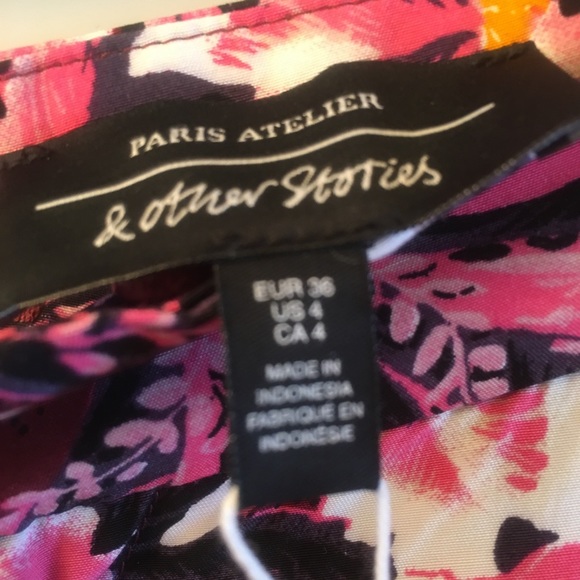 PARIS ATELIER
& other Stories
EUR 36
US 4
CA 4
MADE IN
INDONESIA
FABRIQUE EN
INDONÉSIE